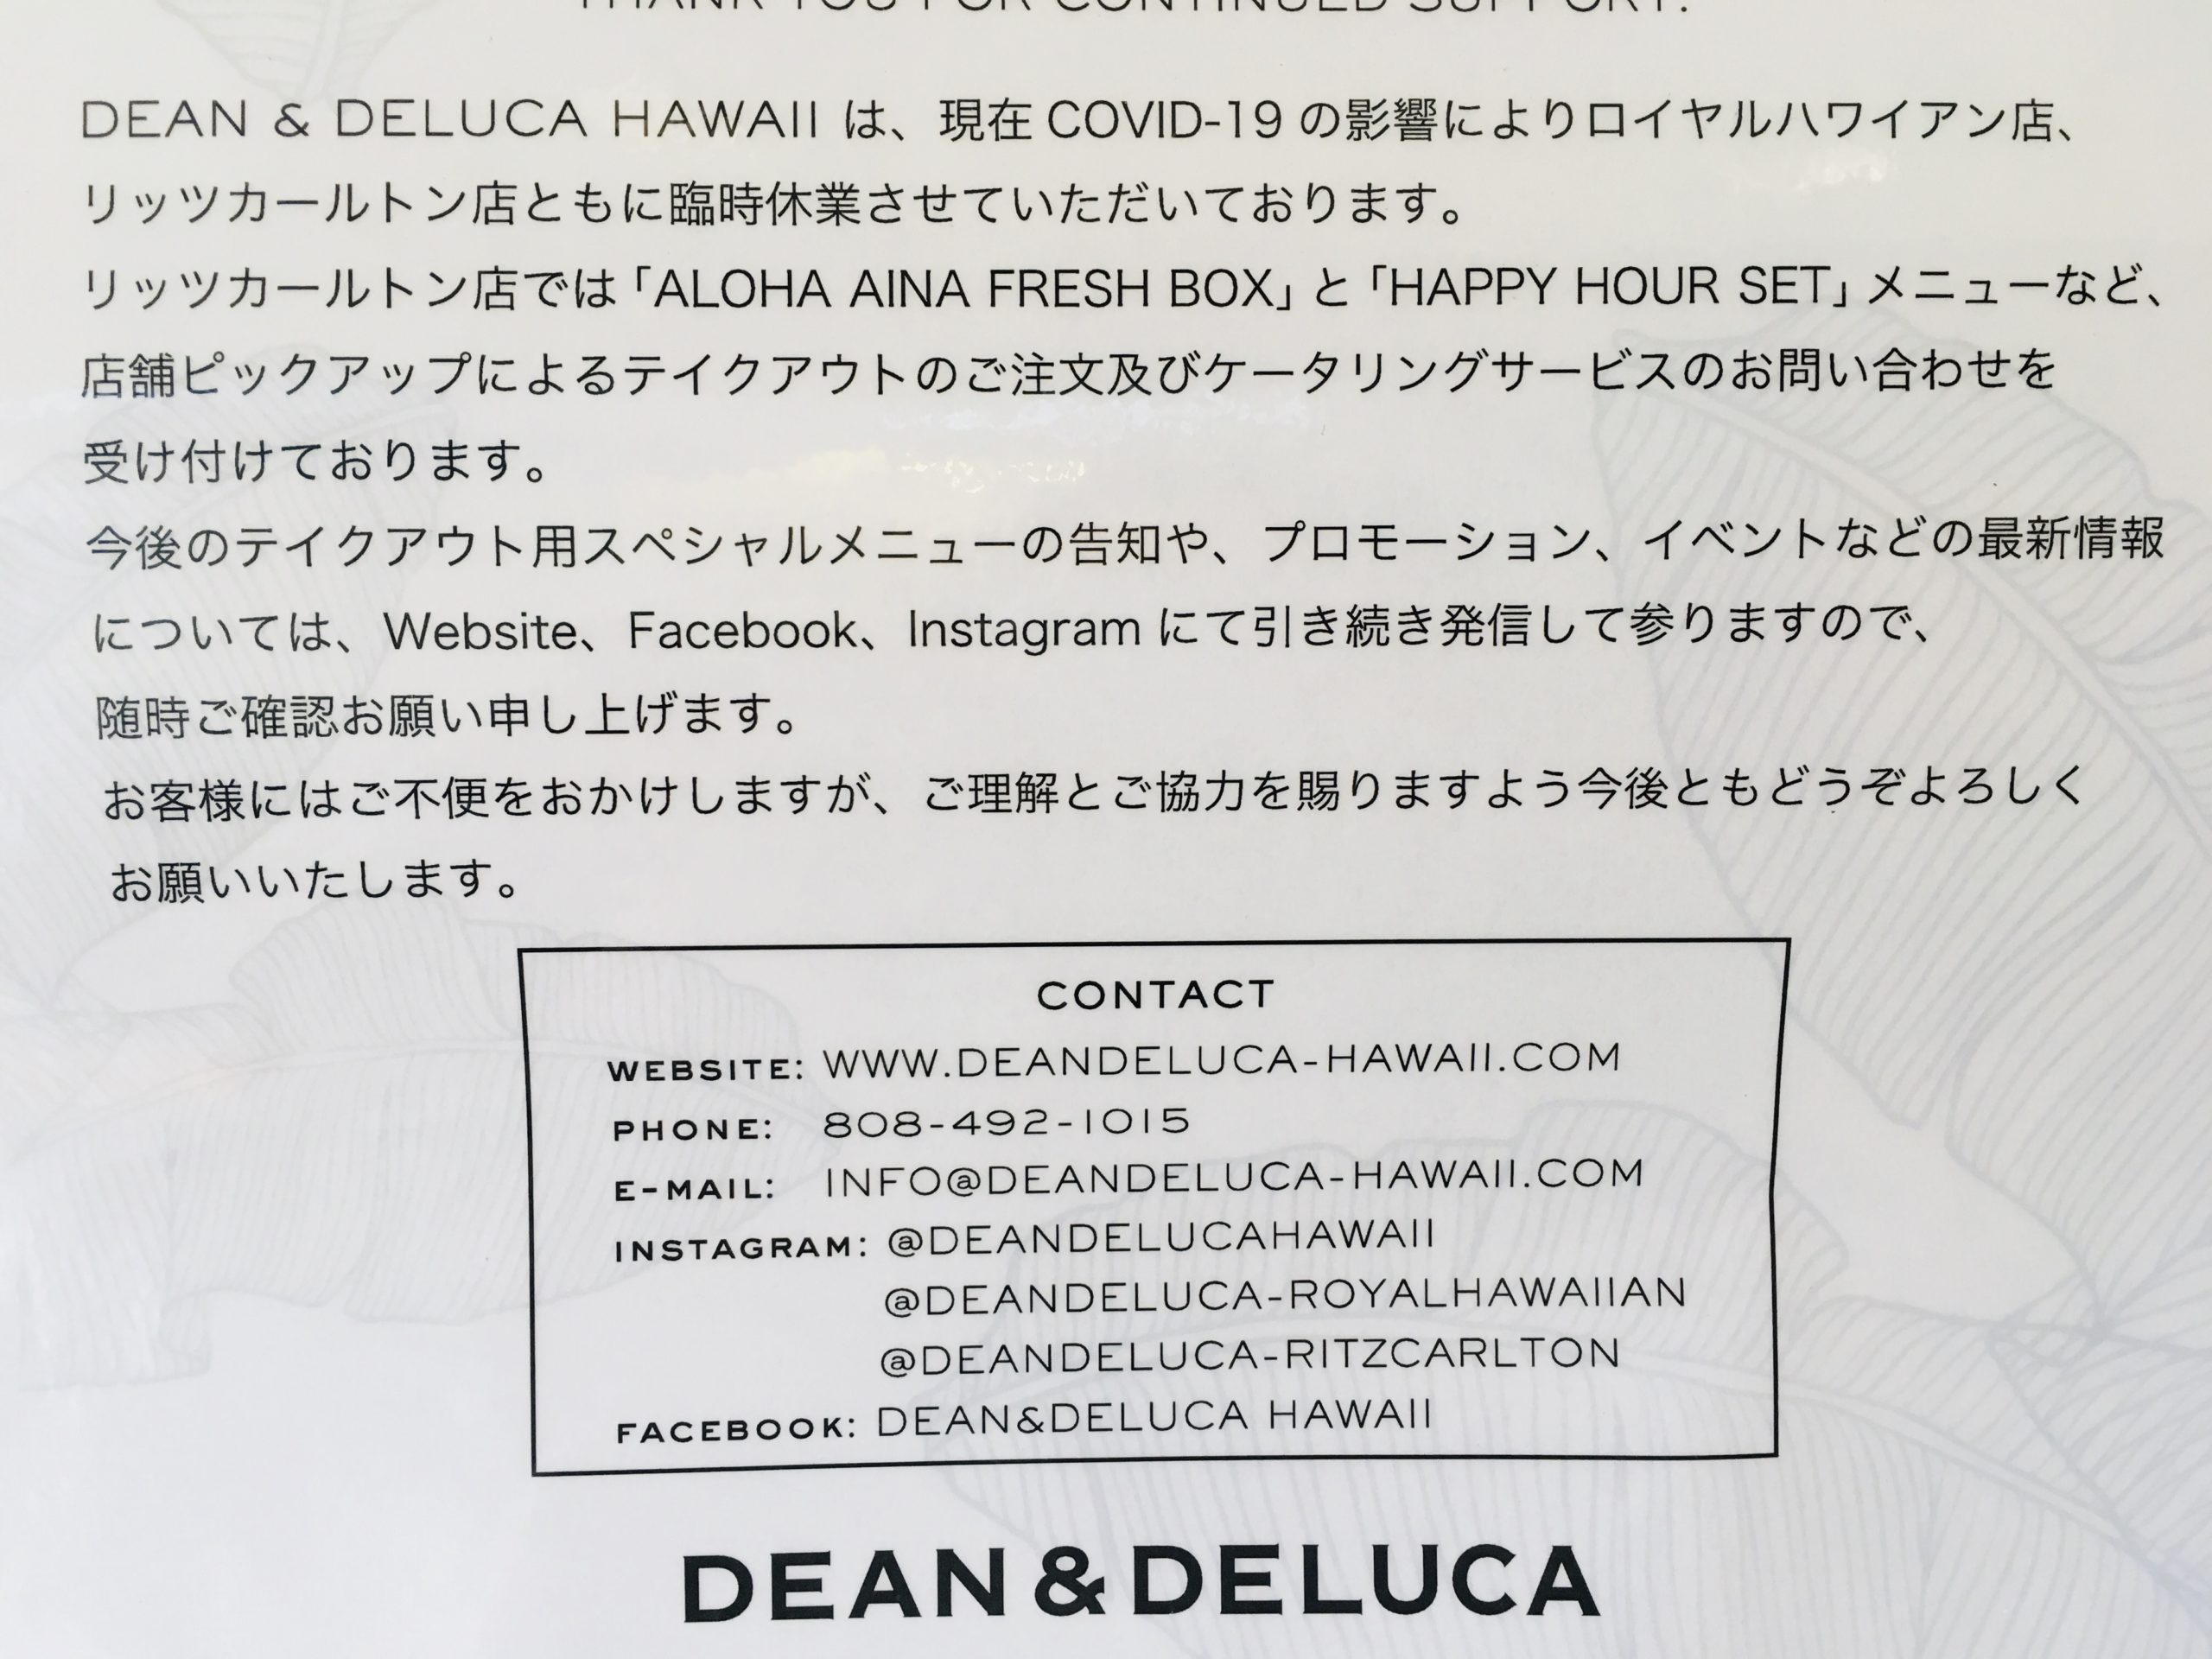 THANK YOU FOR CONTINUED SUPPORT.
DEAN & DELUCA HAWAII は、現在 COVID-19 の影響によりロイヤルハワイアン店、
リッツカールトン店ともに臨時休業させていただいております。
リッツカールトン店では「ALOHA AINA FRESH BOX」と「HAPPY HOUR SET」メニューなど、
店舗ピックアップによるテイクアウトのご注文及びケータリングサービスのお問い合わせを
受け付けております。
今後のテイクアウト用スペシャルメニューの告知や、プロモーション、イベントなどの最新情報
については、Website、Facebook、Instagram にて引き続き発信して参りますので、
随時ご確認お願い申し上げます。
お客様にはご不便をおかけしますが、ご理解とご協力を賜りますよう今後ともどうぞよろしく
お願いいたします。
CONTACT
WEBSITE: WWW.DEANDELUCA-HAWAII.COM
PHONE: 808-492-1015
E-MAIL: INFO@DEANDELUCA-HAWAII.COM
INSTAGRAM: @DEANDELUCAHAWAII
@DEANDELUCA-ROYALHAWAIIAN
@DEANDELUCA-RITZCARLTON
FACEBOOK: DEAN&DELUCA HAWAII
DEAN & DELUCA